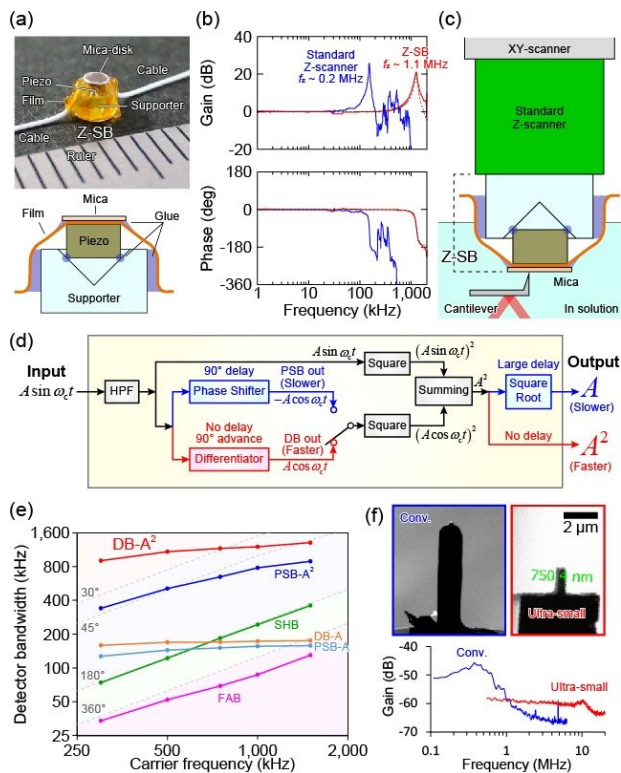 (a)
Mica-disk
Piezo
Film
Cable
Supporter
Z-SB
Cable
Ruler
Mica
Film
Glue
Piezo
Supporter
(b)
Standard
Z-scanner
fz ~ 0.2 MHz
Z-SB
fz ~ 1.1 MHz
Gain (dB)
40
20
0
-20
Phase (deg)
180
0
-180
-360
1 10 100 1,000
Frequency (kHz)
(c)
XY-scanner
Standard
Z-scanner
Z-SB
Mica
Cantilever
In solution
(d)
Input
A sin ωct
HPF
90° delay
Phase Shifter
PSB out
(Slower)
−A cos ωct
No delay
90° advance
Differentiator
DB out
(Faster)
A cos ωct
A sin ωct
Square
(A sin ωct)²
Square
(A cos ωct)²
Summing
A²
Large delay
Square
Root
No delay
Output
A
(Slower)
A²
(Faster)
(e)
Detector bandwidth (kHz)
1,600
800
400
200
100
50
25
DB-A²
PSB-A²
SHB
DB-A
PSB-A
FAB
30°
45°
180°
360°
250 500 1,000 2,000
Carrier frequency (kHz)
(f)
Conv.
2 μm
Ultra-small
Gain (dB)
-40
-50
-60
-70
Conv.
Ultra-small
0.1 1 10
Frequency (MHz)